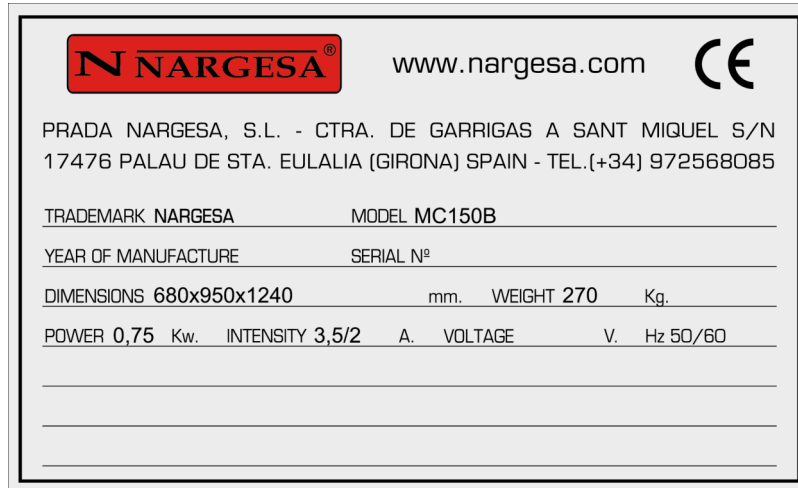 N NARGESA® www.nargesa.com CE
PRADA NARGESA, S.L. - CTRA. DE GARRIGAS A SANT MIQUEL S/N
17476 PALAU DE STA. EULALIA (GIRONA) SPAIN - TEL.(+34) 972568085
TRADEMARK NARGESA MODEL MC150B
YEAR OF MANUFACTURE SERIAL Nº
DIMENSIONS 680x950x1240 mm. WEIGHT 270 Kg.
POWER 0,75 Kw. INTENSITY 3,5/2 A. VOLTAGE V. Hz 50/60